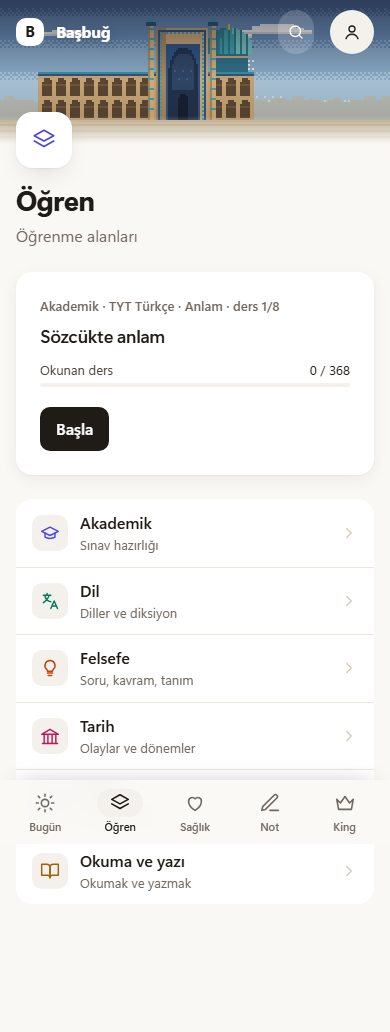 B Başbuğ
Öğren
Öğrenme alanları
Akademik · TYT Türkçe · Anlam · ders 1/8
Sözcükte anlam
Okunan ders 0 / 368
Başla
Akademik
Sınav hazırlığı
Dil
Diller ve diksiyon
Felsefe
Soru, kavram, tanım
Tarih
Olaylar ve dönemler
Bugün Öğren Sağlık Not King
Okuma ve yazı
Okumak ve yazmak